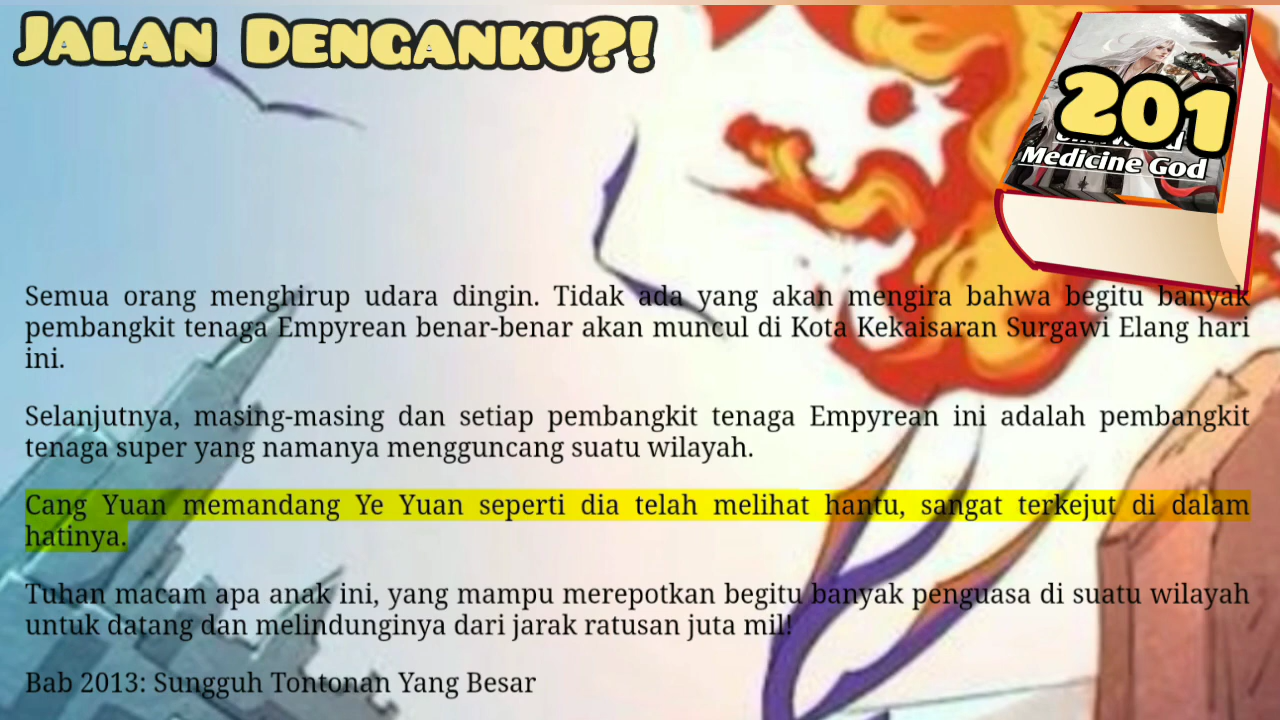 Jalan Denganku?!
201
Medicine God
Semua orang menghirup udara dingin. Tidak ada yang akan mengira bahwa begitu banyak
pembangkit tenaga Empyrean benar-benar akan muncul di Kota Kekaisaran Surgawi Elang hari
ini.
Selanjutnya, masing-masing dan setiap pembangkit tenaga Empyrean ini adalah pembangkit
tenaga super yang namanya mengguncang suatu wilayah.
Cang Yuan memandang Ye Yuan seperti dia telah melihat hantu, sangat terkejut di dalam
hatinya.
Tuhan macam apa anak ini, yang mampu merepotkan begitu banyak penguasa di suatu wilayah
untuk datang dan melindunginya dari jarak ratusan juta mil!
Bab 2013: Sungguh Tontonan Yang Besar